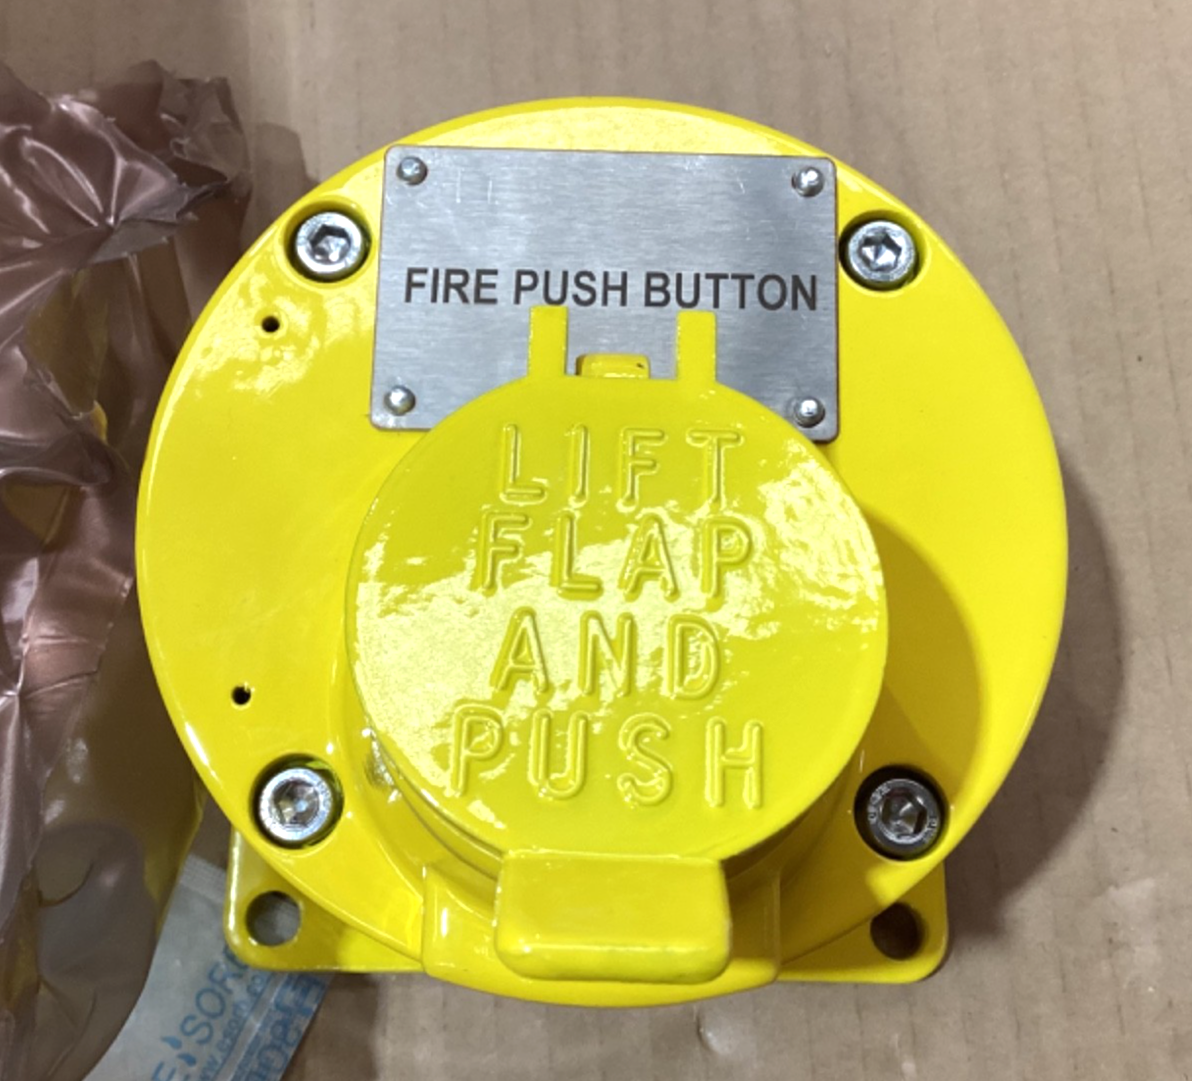 FIRE PUSH BUTTON
LIFT
FLAP
AND
PUSH